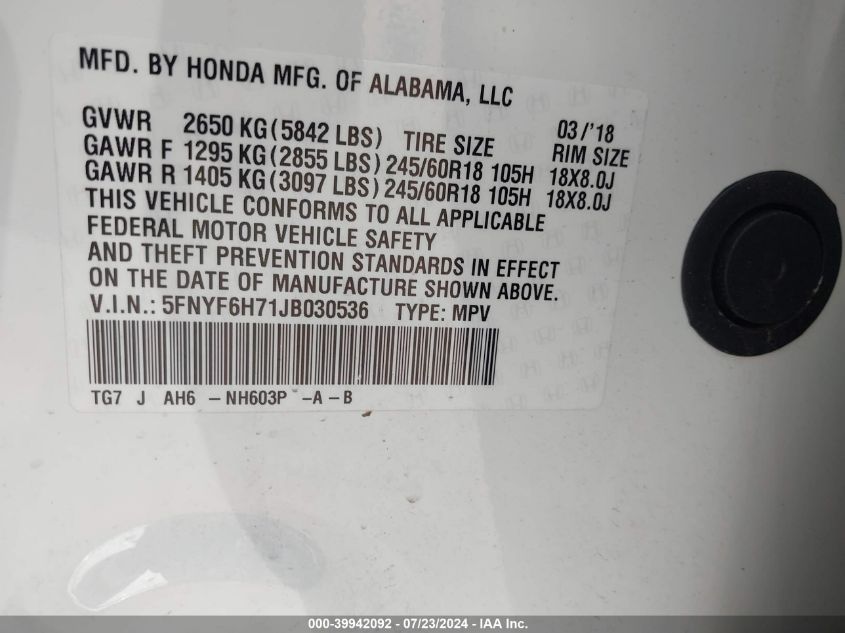 MFD. BY HONDA MFG. OF ALABAMA, LLC
GVWR 2650 KG(5842 LBS) TIRE SIZE 03/'18 RIM SIZE
GAWR F 1295 KG(2855 LBS) 245/60R18 105H 18X8.0J
GAWR R 1405 KG(3097 LBS) 245/60R18 105H 18X8.0J
THIS VEHICLE CONFORMS TO ALL APPLICABLE
FEDERAL MOTOR VEHICLE SAFETY
AND THEFT PREVENTION STANDARDS IN EFFECT
ON THE DATE OF MANUFACTURE SHOWN ABOVE.
V.I.N.: 5FNYF6H71JB030536 TYPE: MPV
TG7 J AH6 -NH603P -A-B
000-39942092 - 07/23/2024 - IAA Inc.